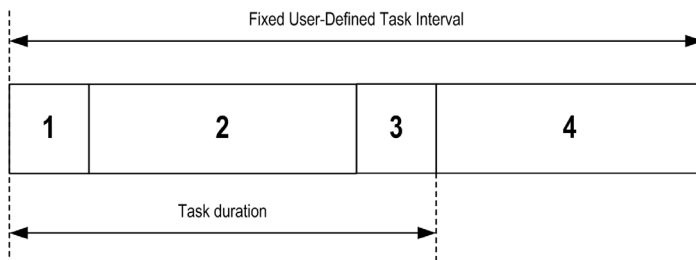 Fixed User-Defined Task Interval
1 2 3 4
Task duration